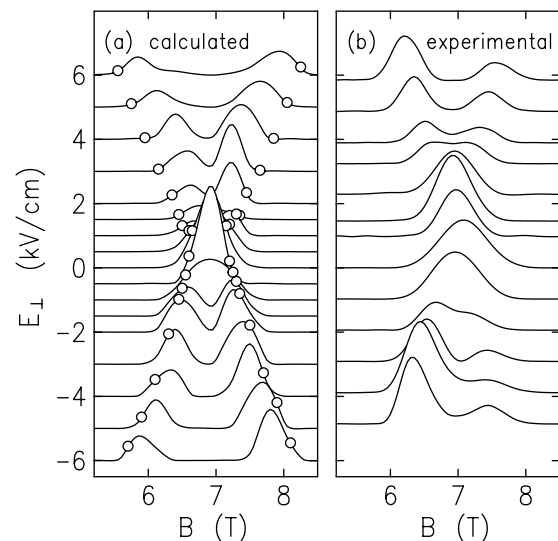 (a) calculated
(b) experimental
6
4
2
0
−2
−4
−6
E⊥ (kV/cm)
6 7 8
6 7 8
B (T)
B (T)